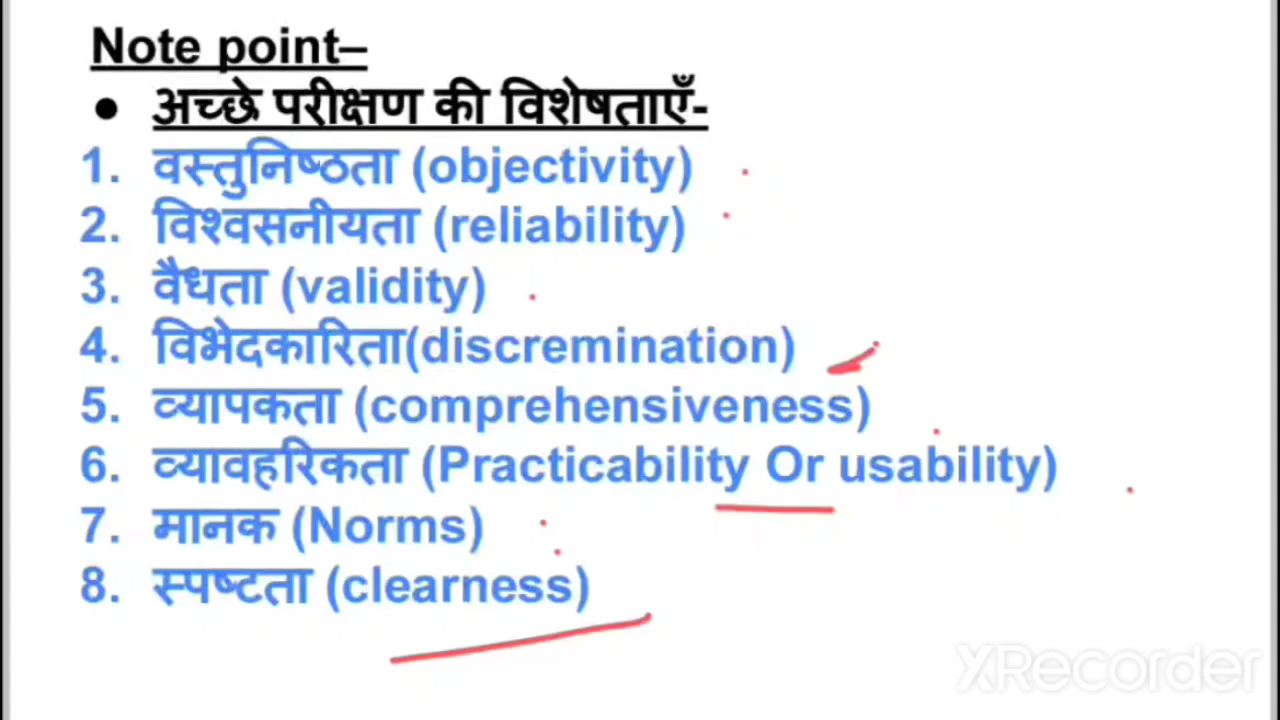 Note point–
● अच्छे परीक्षण की विशेषताएँ-
1. वस्तुनिष्ठता (objectivity)
2. विश्वसनीयता (reliability)
3. वैधता (validity)
4. विभेदकारिता(discremination)
5. व्यापकता (comprehensiveness)
6. व्यावहरिकता (Practicability Or usability)
7. मानक (Norms)
8. स्पष्टता (clearness)
XRecorder